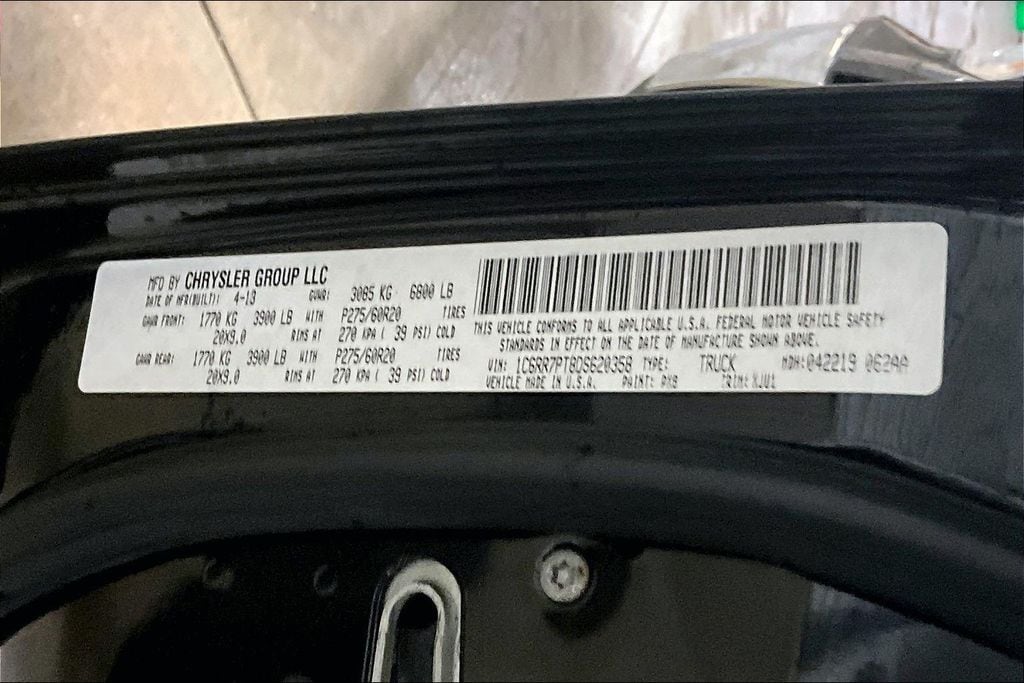 MFD BY CHRYSLER GROUP LLC
DATE OF MFR(BUILT): 4-13 GVWR: 3085 KG 6800 LB
GAWR FRONT: 1770 KG 3900 LB WITH P275/60R20 TIRES
20X9.0 RIMS AT 270 KPA ( 39 PSI) COLD
GAWR REAR: 1770 KG 3900 LB WITH P275/60R20 TIRES
20X9.0 RIMS AT 270 KPA ( 39 PSI) COLD
THIS VEHICLE CONFORMS TO ALL APPLICABLE U.S.A. FEDERAL MOTOR VEHICLE SAFETY
STANDARDS IN EFFECT ON THE DATE OF MANUFACTURE SHOWN ABOVE.
VIN: 1C6RR7PT8DS620358 TYPE: TRUCK MDH:042219 062AA
VEHICLE MADE IN U.S.A. PAINT: PX8 TRIM:XJU1